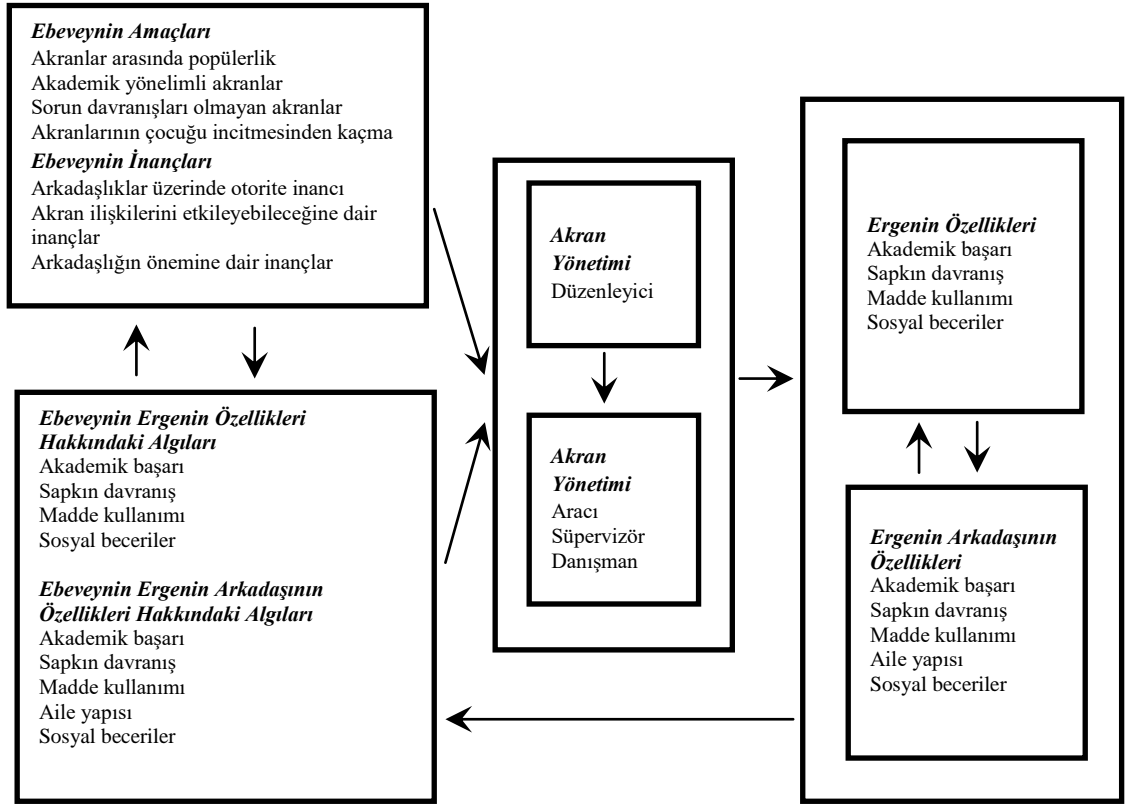 Ebeveynin Amaçları
Akranlar arasında popülerlik
Akademik yönelimli akranlar
Sorun davranışları olmayan akranlar
Akranlarının çocuğu incitmesinden kaçma
Ebeveynin İnançları
Arkadaşlıklar üzerinde otorite inancı
Akran ilişkilerini etkileyebileceğine dair
inançlar
Arkadaşlığın önemine dair inançlar
Ebeveynin Ergenin Özellikleri
Hakkındaki Algıları
Akademik başarı
Sapkın davranış
Madde kullanımı
Sosyal beceriler
Ebeveynin Ergenin Arkadaşının
Özellikleri Hakkındaki Algıları
Akademik başarı
Sapkın davranış
Madde kullanımı
Aile yapısı
Sosyal beceriler
Akran
Yönetimi
Düzenleyici
Akran
Yönetimi
Aracı
Süpervizör
Danışman
Ergenin Özellikleri
Akademik başarı
Sapkın davranış
Madde kullanımı
Sosyal beceriler
Ergenin Arkadaşının
Özellikleri
Akademik başarı
Sapkın davranış
Madde kullanımı
Aile yapısı
Sosyal beceriler